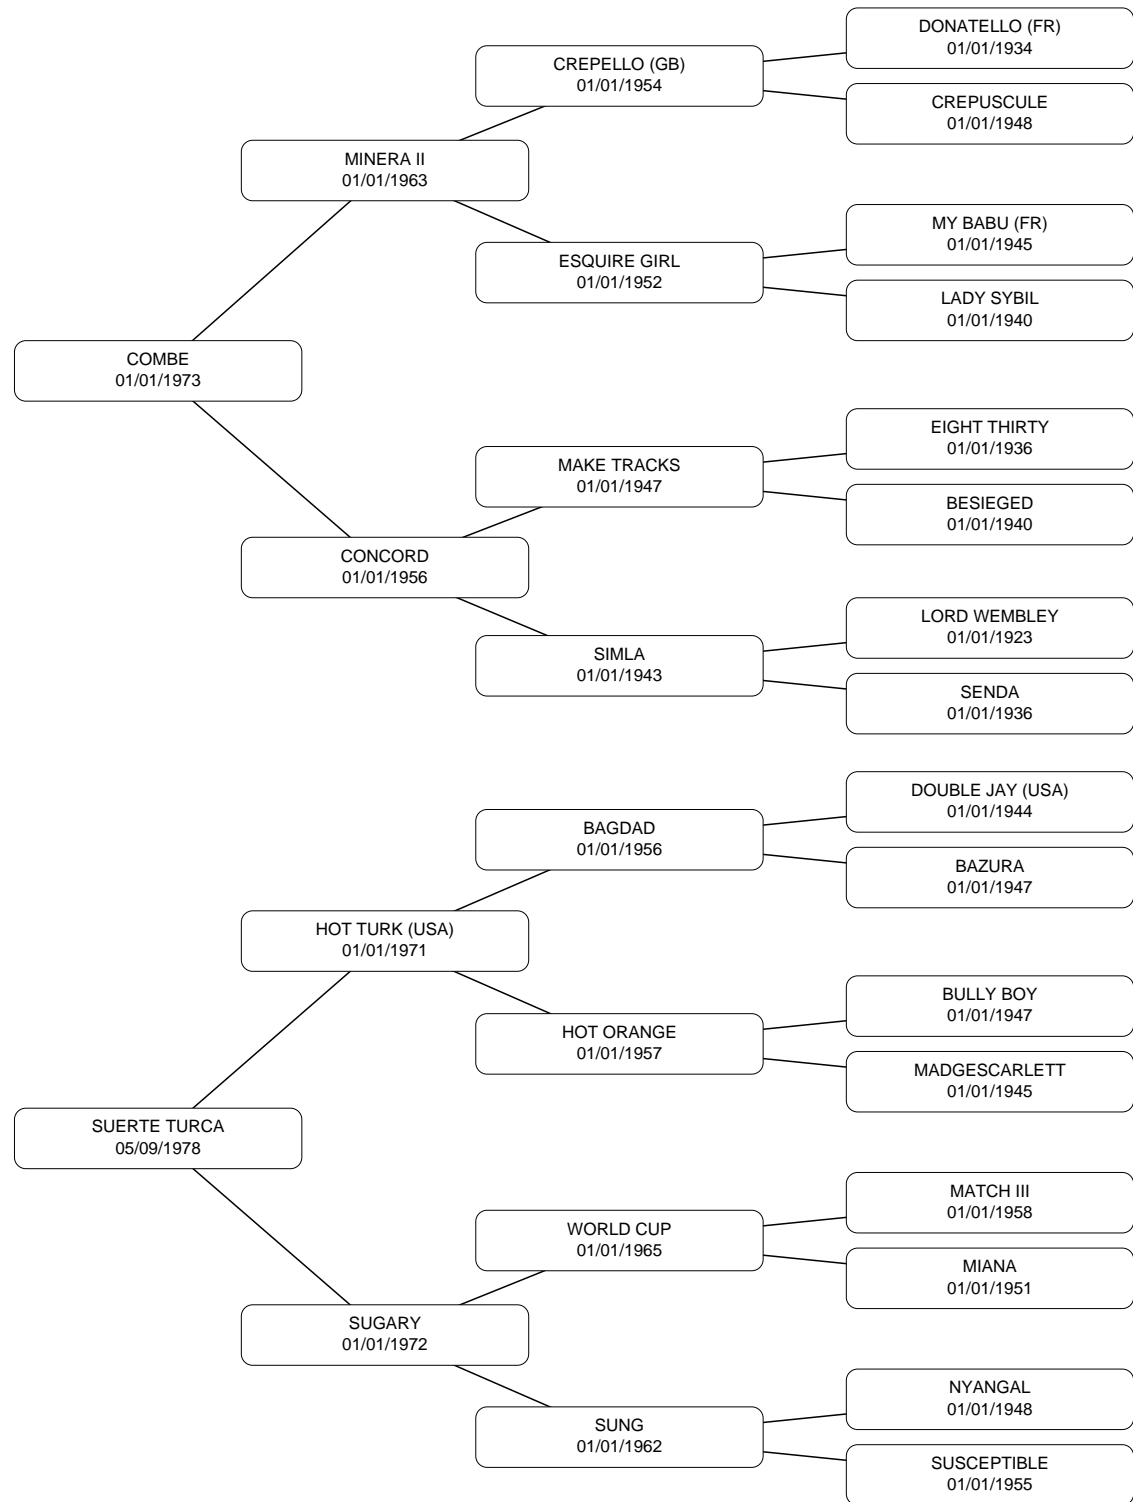 DONATELLO (FR)
01/01/1934
CREPELLO (GB)
01/01/1954
CREPUSCULE
01/01/1948
MINERA II
01/01/1963
MY BABU (FR)
01/01/1945
ESQUIRE GIRL
01/01/1952
LADY SYBIL
01/01/1940
COMBE
01/01/1973
EIGHT THIRTY
01/01/1936
MAKE TRACKS
01/01/1947
BESIEGED
01/01/1940
CONCORD
01/01/1956
LORD WEMBLEY
01/01/1923
SIMLA
01/01/1943
SENDA
01/01/1936
DOUBLE JAY (USA)
01/01/1944
BAGDAD
01/01/1956
BAZURA
01/01/1947
HOT TURK (USA)
01/01/1971
BULLY BOY
01/01/1947
HOT ORANGE
01/01/1957
MADGESCARLETT
01/01/1945
SUERTE TURCA
05/09/1978
MATCH III
01/01/1958
WORLD CUP
01/01/1965
MIANA
01/01/1951
SUGARY
01/01/1972
NYANGAL
01/01/1948
SUNG
01/01/1962
SUSCEPTIBLE
01/01/1955